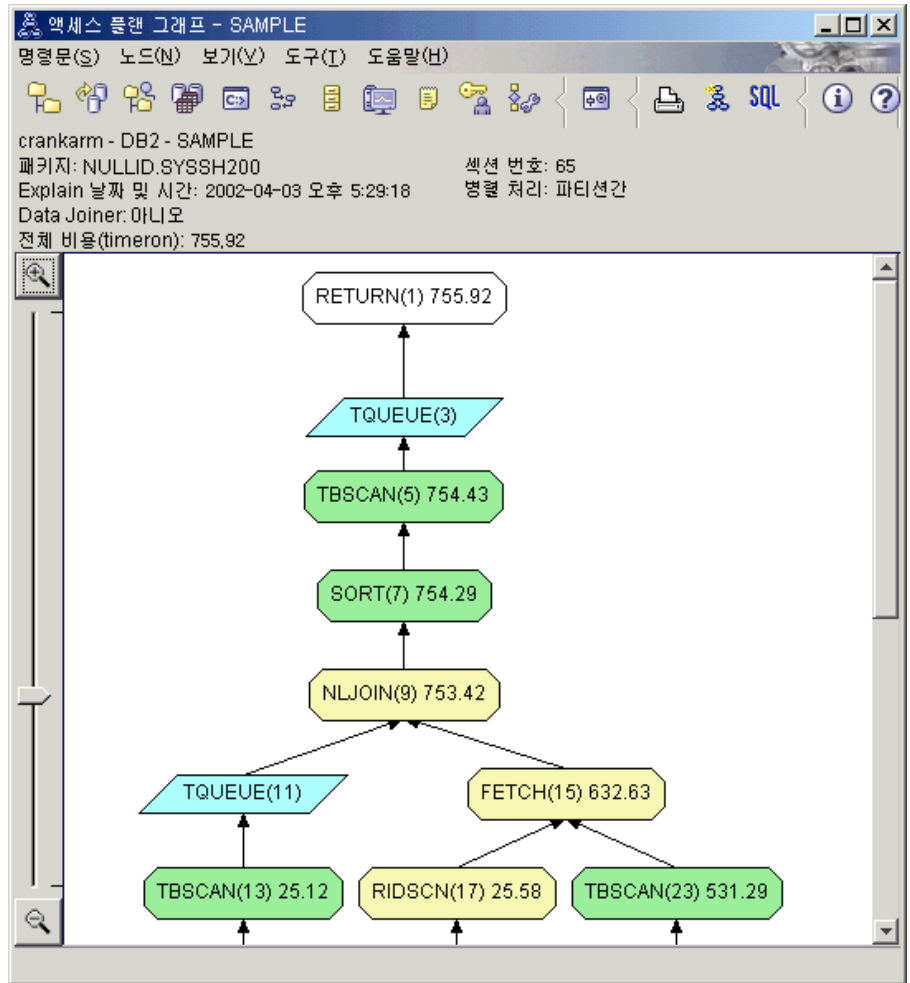 액세스 플랜 그래프 - SAMPLE
명령문(S) 노드(N) 보기(V) 도구(T) 도움말(H)
C:> SQL i ?
crankarm - DB2 - SAMPLE
패키지: NULLID.SYSSH200 섹션 번호: 65
Explain 날짜 및 시간: 2002-04-03 오후 5:29:18 병렬 처리: 파티션간
Data Joiner: 아니오
전체 비용(timeron): 755,92
RETURN(1) 755.92
TQUEUE(3)
TBSCAN(5) 754.43
SORT(7) 754.29
NLJOIN(9) 753.42
TQUEUE(11) FETCH(15) 632.63
TBSCAN(13) 25.12 RIDSCN(17) 25.58 TBSCAN(23) 531.29